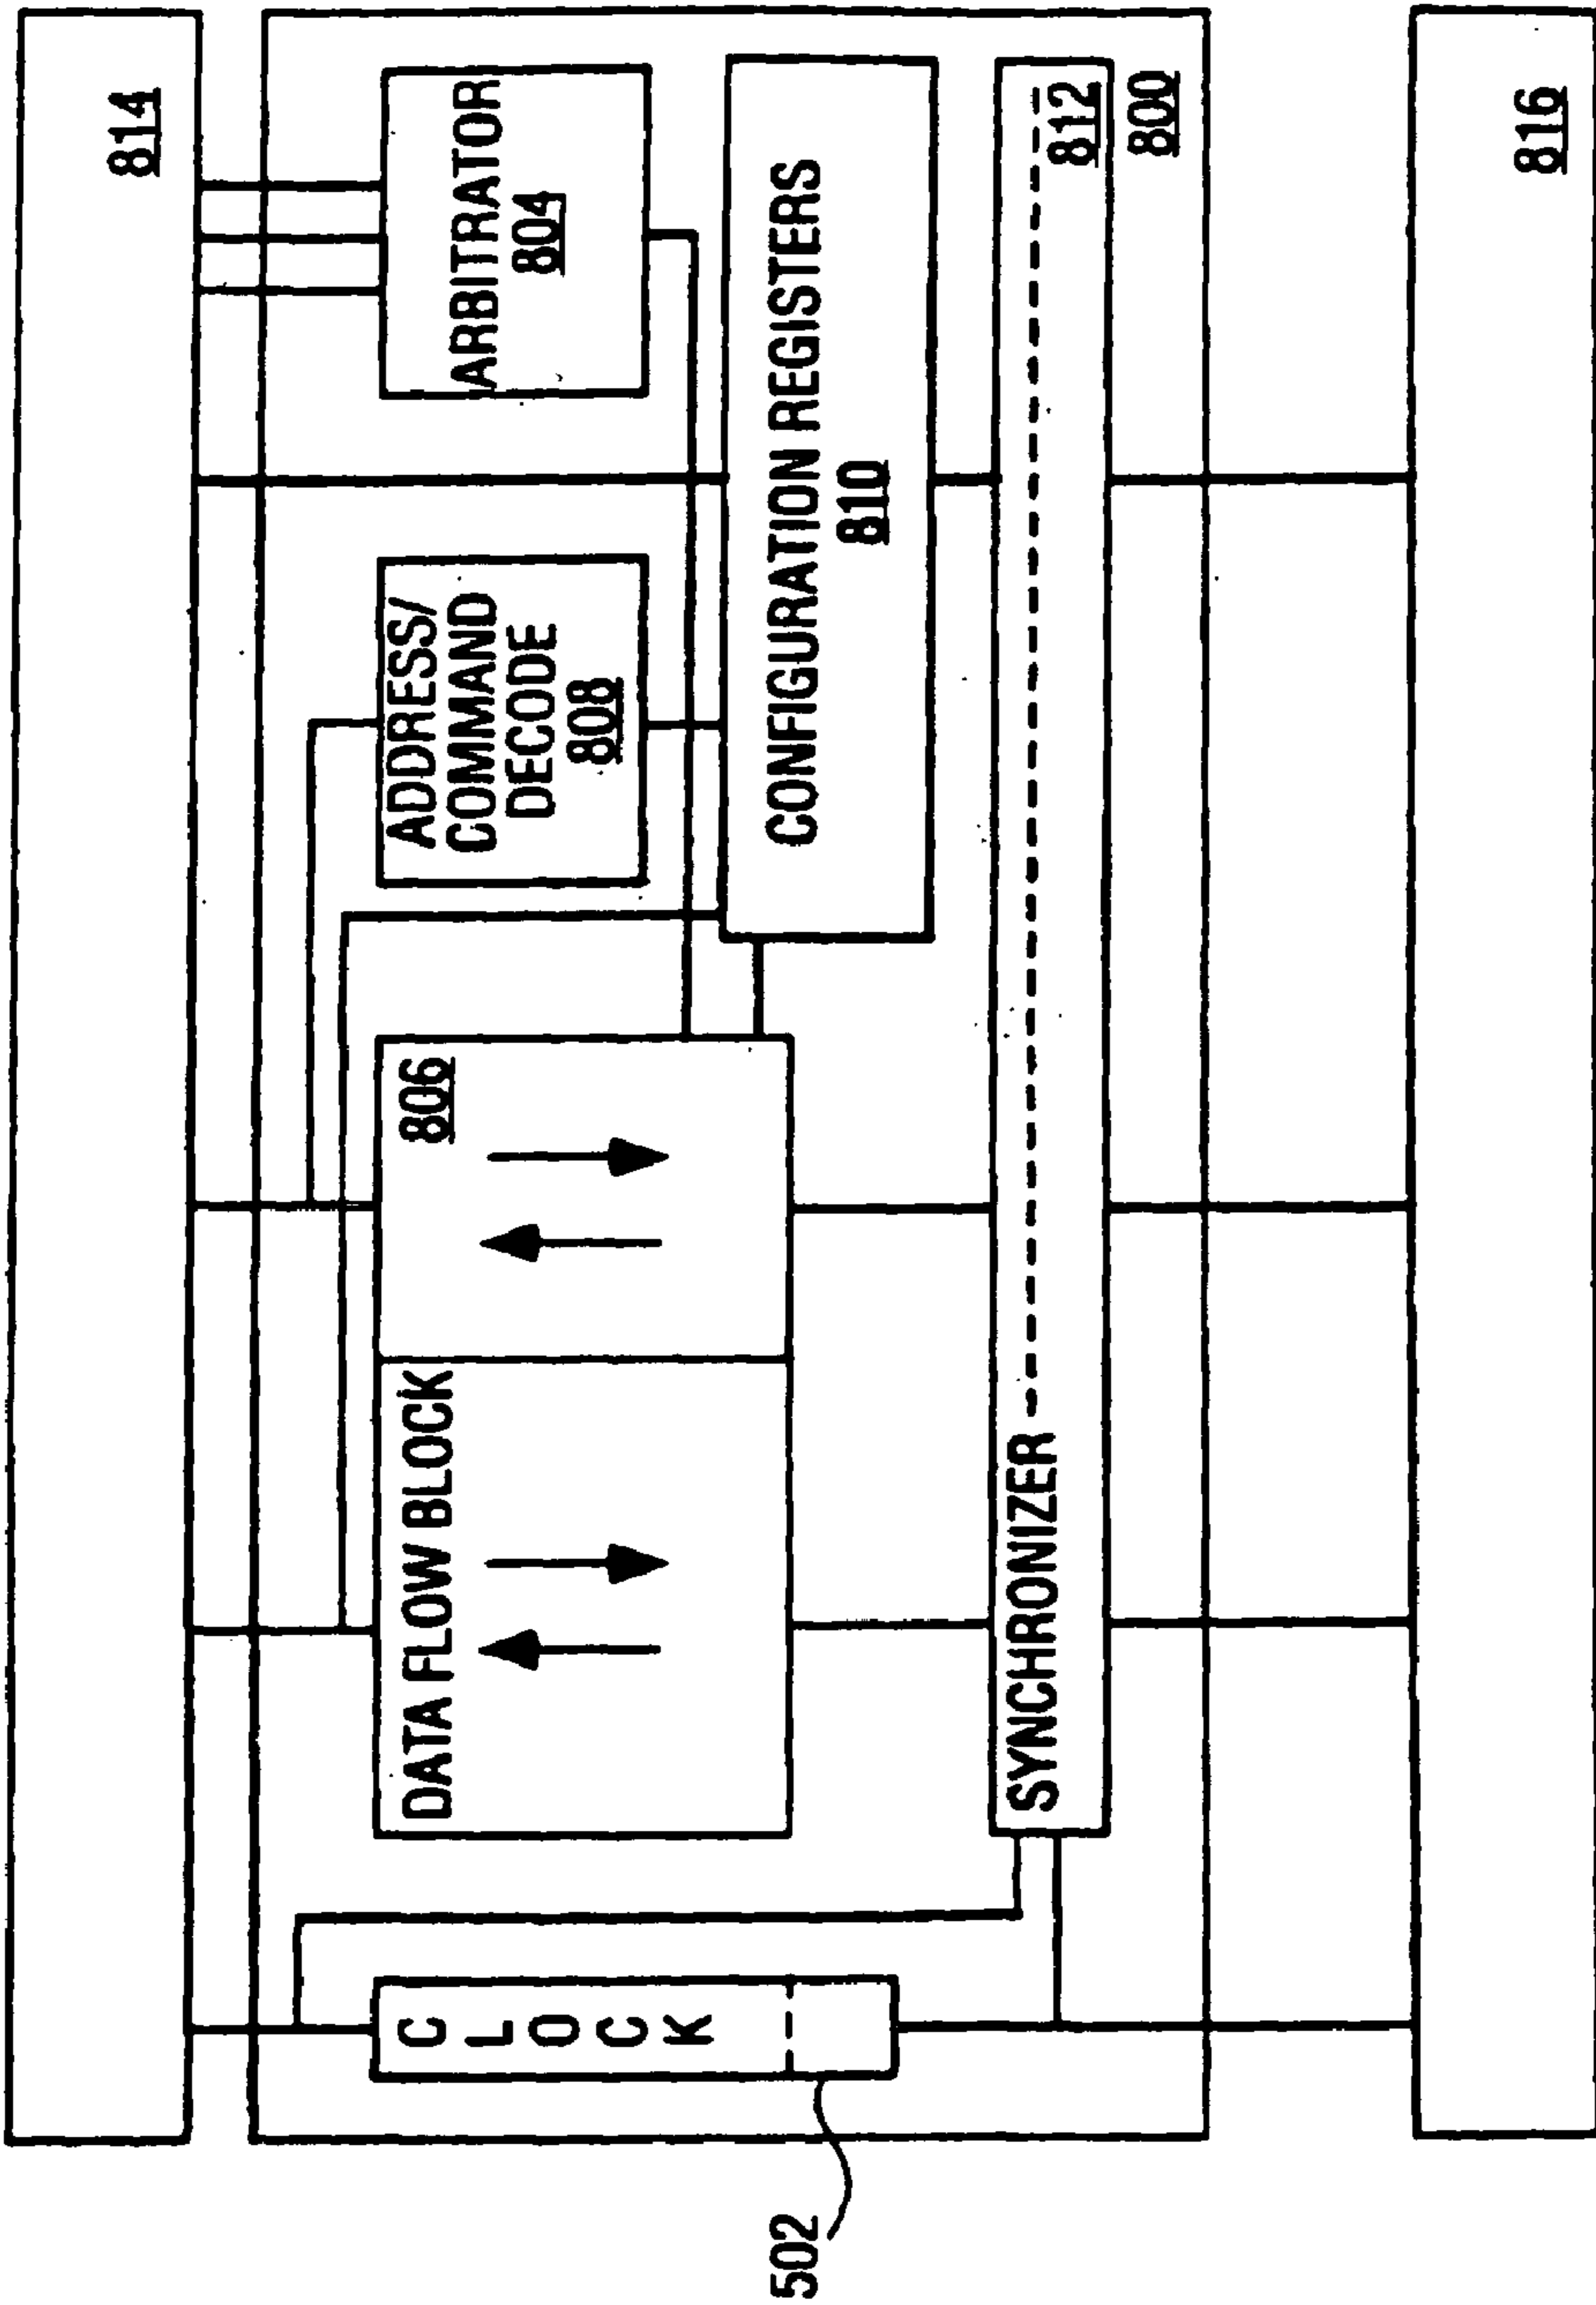 814
ARBITRATOR
804
ADDRESS/
COMMAND
DECODE
808
CONFIGURATION REGISTERS
810
806
DATA FLOW BLOCK
SYNCHRONIZER
812
800
CLOCK
502
816